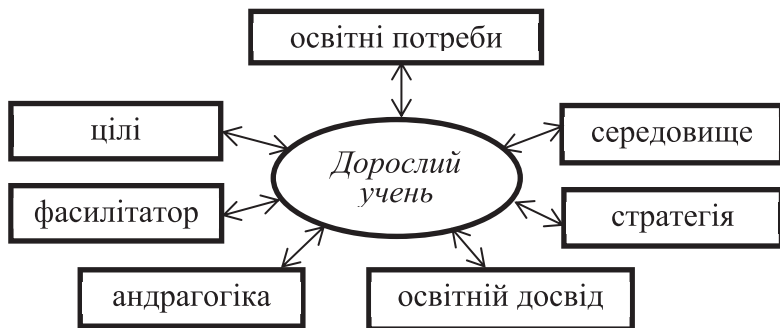 освітні потреби
цілі
середовище
Дорослий
учень
фасилітатор
стратегія
андрагогіка
освітній досвід